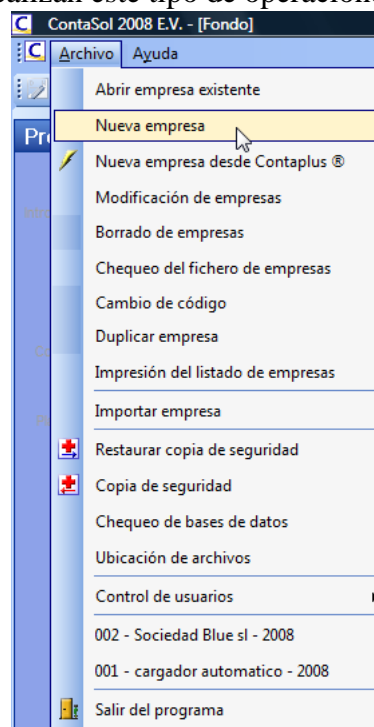 este tipo de
ContaSol 2008 E.V. - [Fondo]
Archivo Ayuda
Abrir empresa existente
Nueva empresa
Nueva empresa desde Contaplus ®
Modificación de empresas
Borrado de empresas
Chequeo del fichero de empresas
Cambio de código
Duplicar empresa
Impresión del listado de empresas
Importar empresa
Restaurar copia de seguridad
Copia de seguridad
Chequeo de bases de datos
Ubicación de archivos
Control de usuarios
002 - Sociedad Blue sl - 2008
001 - cargador automatico - 2008
Salir del programa